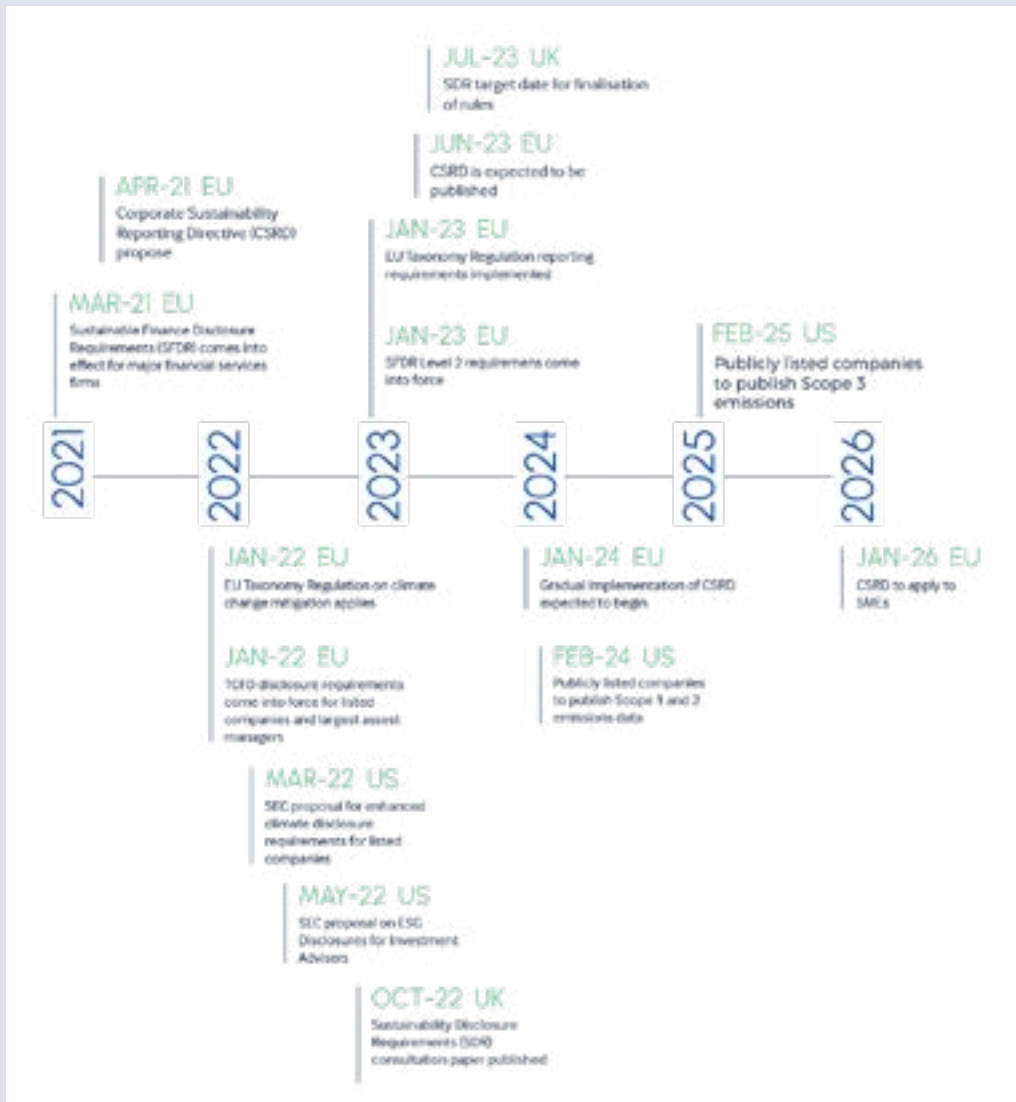 JUL-23 UK
SDR target date for finalisation
of rules
JUN-23 EU
CSRD is expected to be
published
APR-21 EU
Corporate Sustainability
Reporting Directive (CSRD)
propose
JAN-23 EU
EU Taxonomy Regulation reporting
requirements implemented
MAR-21 EU
Sustainable Finance Disclosure
Requirements (SFDR) comes into
effect for major financial services
firms
JAN-23 EU
SFDR Level 2 requiremens come
into force
FEB-25 US
Publicly listed companies
to publish Scope 3
emissions
2021
2022
2023
2024
2025
2026
JAN-22 EU
EU Taxonomy Regulation on climate
change mitigation applies
JAN-24 EU
Gradual implementation of CSRD
expected to begin
JAN-26 EU
CSRD to apply to
SMEs
JAN-22 EU
TCFD disclosure requirements
come into force for listed
companies and largest assest
managers
FEB-24 US
Publicly listed companies
to publish Scope 1 and 2
emissions data
MAR-22 US
SEC proposal for enhanced
climate disclosure
requirements for listed
companies
MAY-22 US
SEC proposal on ESG
Disclosures for Investment
Advisors
OCT-22 UK
Sustainability Disclosure
Requirements (SDR)
consultation paper published